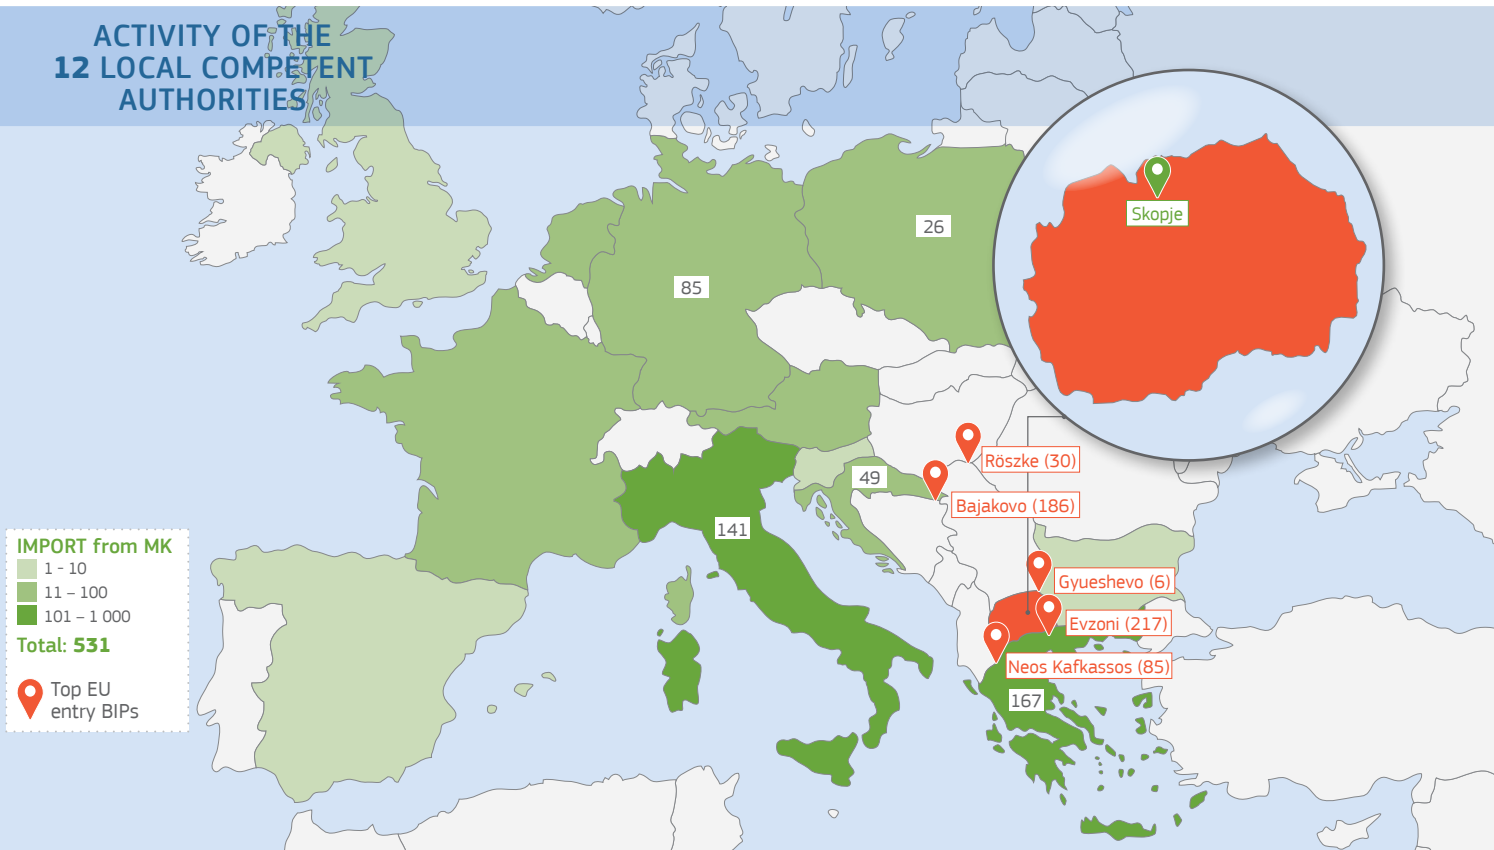 ACTIVITY OF THE
12 LOCAL COMPETENT
AUTHORITIES
Skopje
26
85
Röszke (30)
49
Bajakovo (186)
141
Gyueshevo (6)
Evzoni (217)
Neos Kafkassos (85)
167
IMPORT from MK
1 - 10
11 – 100
101 – 1 000
Total: 531
Top EU
entry BIPs